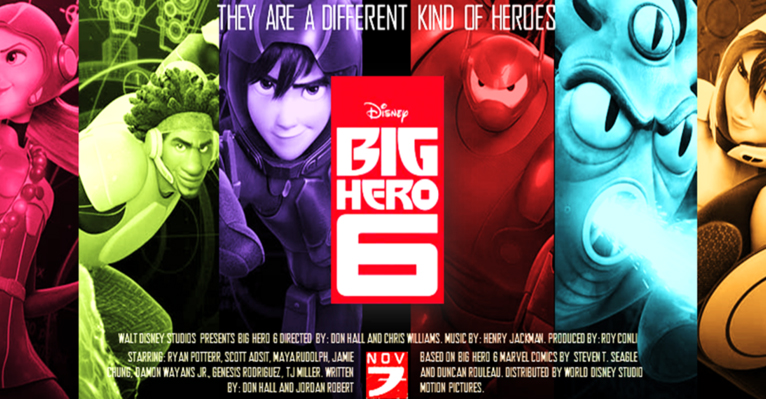 THEY ARE A DIFFERENT KIND OF HEROES
Disney
BIG
HERO
6
WALT DISNEY STUDIOS PRESENTS BIG HERO 6 DIRECTED BY: DON HALL AND CHRIS WILLIAMS. MUSIC BY: HENRY JACKMAN. PRODUCED BY: ROY CONLI
STARRING: RYAN POTTERR, SCOTT ADSIT, MAYA RUDOLPH, JAMIE
CHUNG, DAMON WAYANS JR., GENESIS RODRIGUEZ, TJ MILLER. WRITTEN
BY: DON HALL AND JORDAN ROBERT
NOV
7
BASED ON BIG HERO 6 MARVEL COMICS BY STEVEN T. SEAGLE
AND DUNCAN ROULEAU. DISTRIBUTED BY WORLD DISNEY STUDIO
MOTION PICTURES.